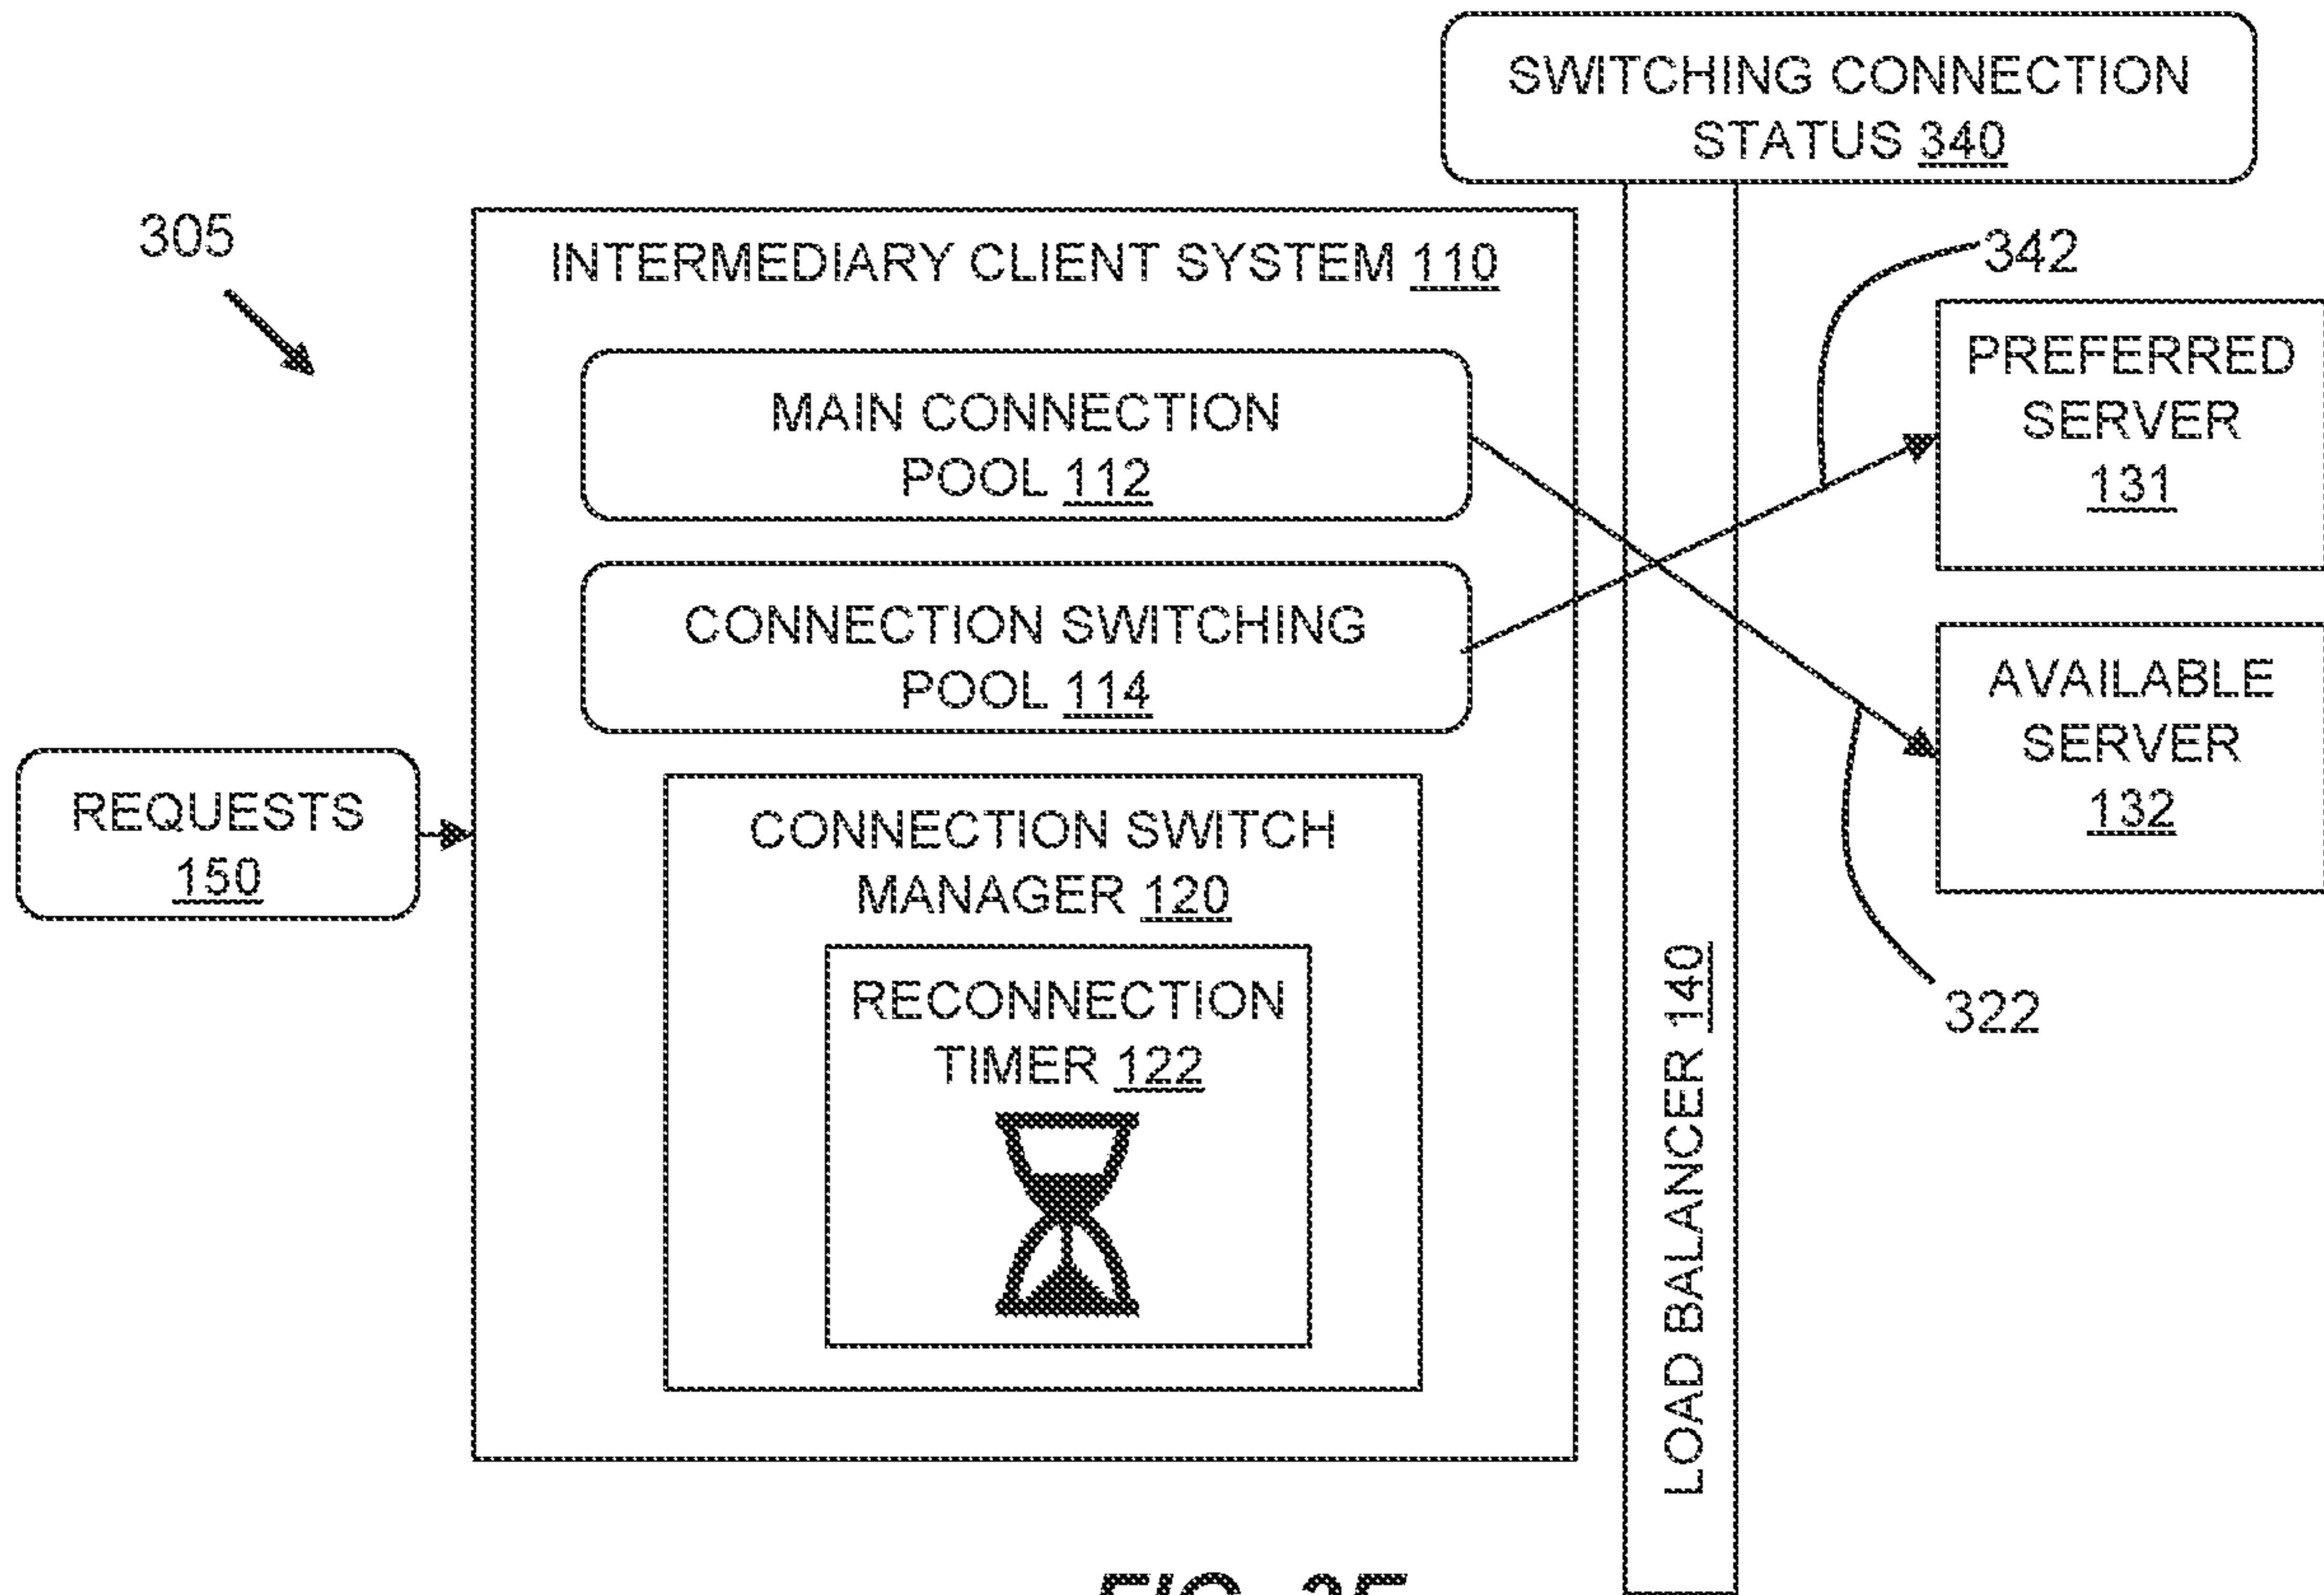 SWITCHING CONNECTION
STATUS 340
305
INTERMEDIARY CLIENT SYSTEM 110
342
MAIN CONNECTION
POOL 112
PREFERRED
SERVER
131
CONNECTION SWITCHING
POOL 114
AVAILABLE
SERVER
132
REQUESTS
150
CONNECTION SWITCH
MANAGER 120
RECONNECTION
TIMER 122
322
LOAD BALANCER 140